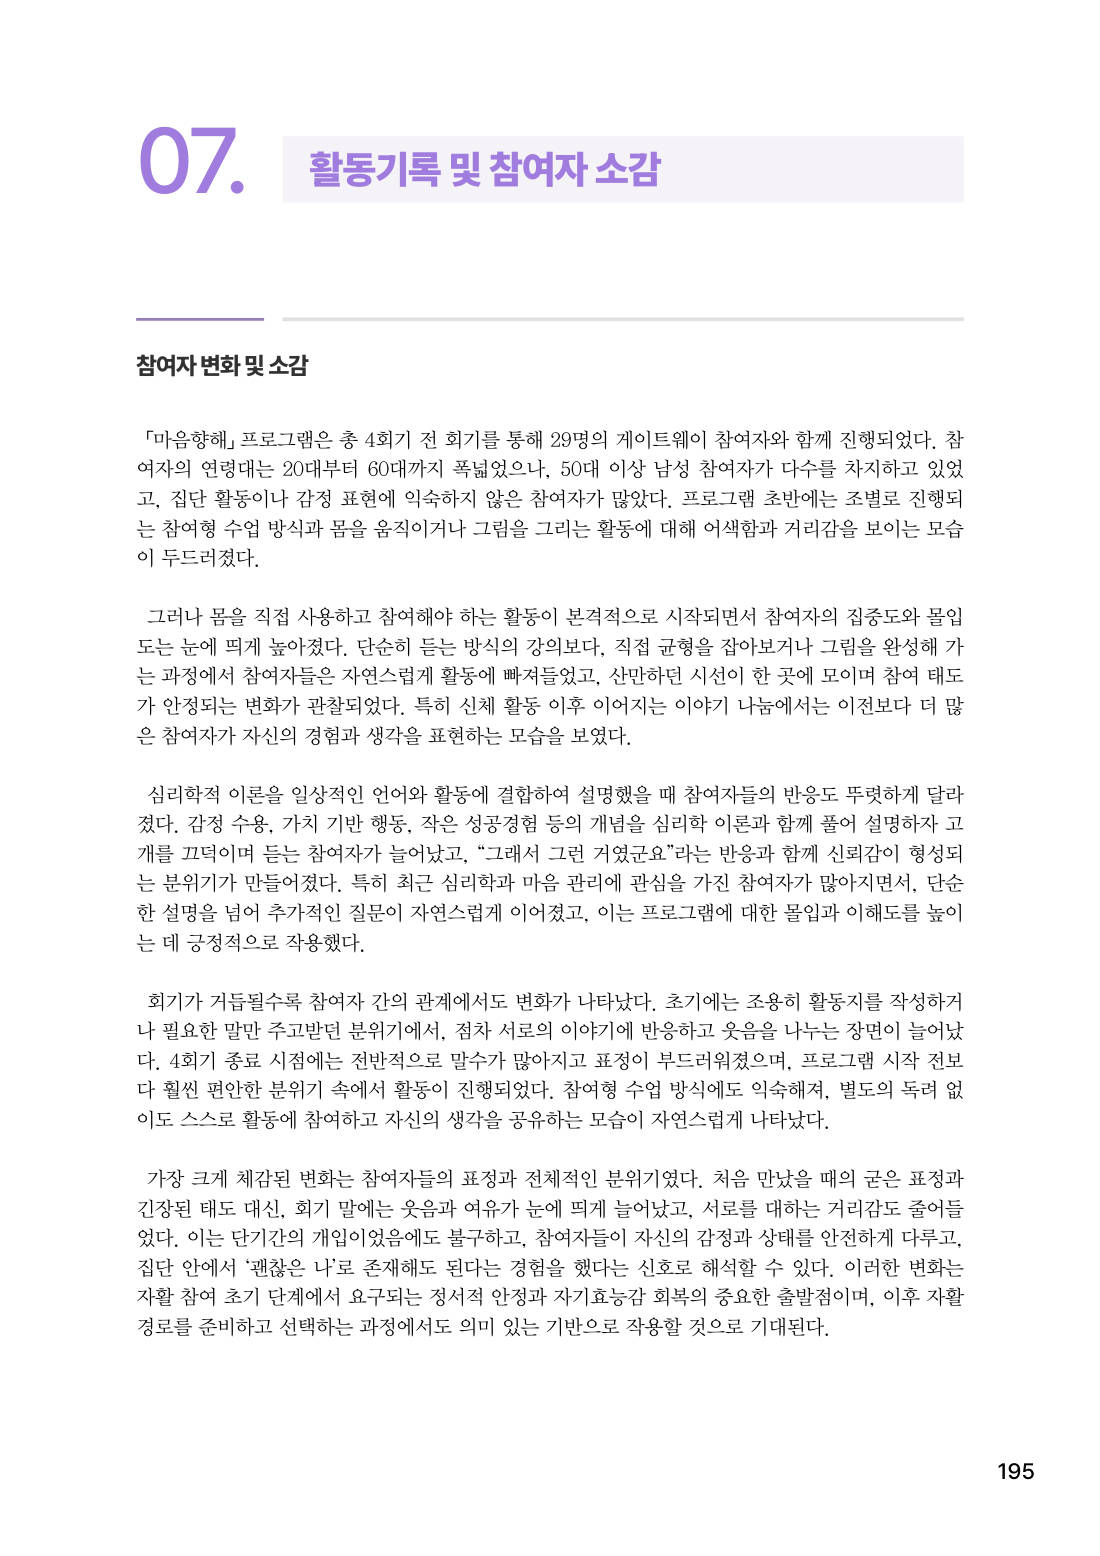 07.
활동기록 및 참여자 소감
참여자 변화 및 소감
「마음향해」 프로그램은 총 4회기 전 회기를 통해 29명의 게이트웨이 참여자와 함께 진행되었다. 참
여자의 연령대는 20대부터 60대까지 폭넓었으나, 50대 이상 남성 참여자가 다수를 차지하고 있었
고, 집단 활동이나 감정 표현에 익숙하지 않은 참여자가 많았다. 프로그램 초반에는 조별로 진행되
는 참여형 수업 방식과 몸을 움직이거나 그림을 그리는 활동에 대해 어색함과 거리감을 보이는 모습
이 두드러졌다.
그러나 몸을 직접 사용하고 참여해야 하는 활동이 본격적으로 시작되면서 참여자의 집중도와 몰입
도는 눈에 띄게 높아졌다. 단순히 듣는 방식의 강의보다, 직접 균형을 잡아보거나 그림을 완성해 가
는 과정에서 참여자들은 자연스럽게 활동에 빠져들었고, 산만하던 시선이 한 곳에 모이며 참여 태도
가 안정되는 변화가 관찰되었다. 특히 신체 활동 이후 이어지는 이야기 나눔에서는 이전보다 더 많
은 참여자가 자신의 경험과 생각을 표현하는 모습을 보였다.
심리학적 이론을 일상적인 언어와 활동에 결합하여 설명했을 때 참여자들의 반응도 뚜렷하게 달라
졌다. 감정 수용, 가치 기반 행동, 작은 성공경험 등의 개념을 심리학 이론과 함께 풀어 설명하자 고
개를 끄덕이며 듣는 참여자가 늘어났고, “그래서 그런 거였군요”라는 반응과 함께 신뢰감이 형성되
는 분위기가 만들어졌다. 특히 최근 심리학과 마음 관리에 관심을 가진 참여자가 많아지면서, 단순
한 설명을 넘어 추가적인 질문이 자연스럽게 이어졌고, 이는 프로그램에 대한 몰입과 이해도를 높이
는 데 긍정적으로 작용했다.
회기가 거듭될수록 참여자 간의 관계에서도 변화가 나타났다. 초기에는 조용히 활동지를 작성하거
나 필요한 말만 주고받던 분위기에서, 점차 서로의 이야기에 반응하고 웃음을 나누는 장면이 늘어났
다. 4회기 종료 시점에는 전반적으로 말수가 많아지고 표정이 부드러워졌으며, 프로그램 시작 전보
다 훨씬 편안한 분위기 속에서 활동이 진행되었다. 참여형 수업 방식에도 익숙해져, 별도의 독려 없
이도 스스로 활동에 참여하고 자신의 생각을 공유하는 모습이 자연스럽게 나타났다.
가장 크게 체감된 변화는 참여자들의 표정과 전체적인 분위기였다. 처음 만났을 때의 굳은 표정과
긴장된 태도 대신, 회기 말에는 웃음과 여유가 눈에 띄게 늘어났고, 서로를 대하는 거리감도 줄어들
었다. 이는 단기간의 개입이었음에도 불구하고, 참여자들이 자신의 감정과 상태를 안전하게 다루고,
집단 안에서 ‘괜찮은 나’로 존재해도 된다는 경험을 했다는 신호로 해석할 수 있다. 이러한 변화는
자활 참여 초기 단계에서 요구되는 정서적 안정과 자기효능감 회복의 중요한 출발점이며, 이후 자활
경로를 준비하고 선택하는 과정에서도 의미 있는 기반으로 작용할 것으로 기대된다.
195